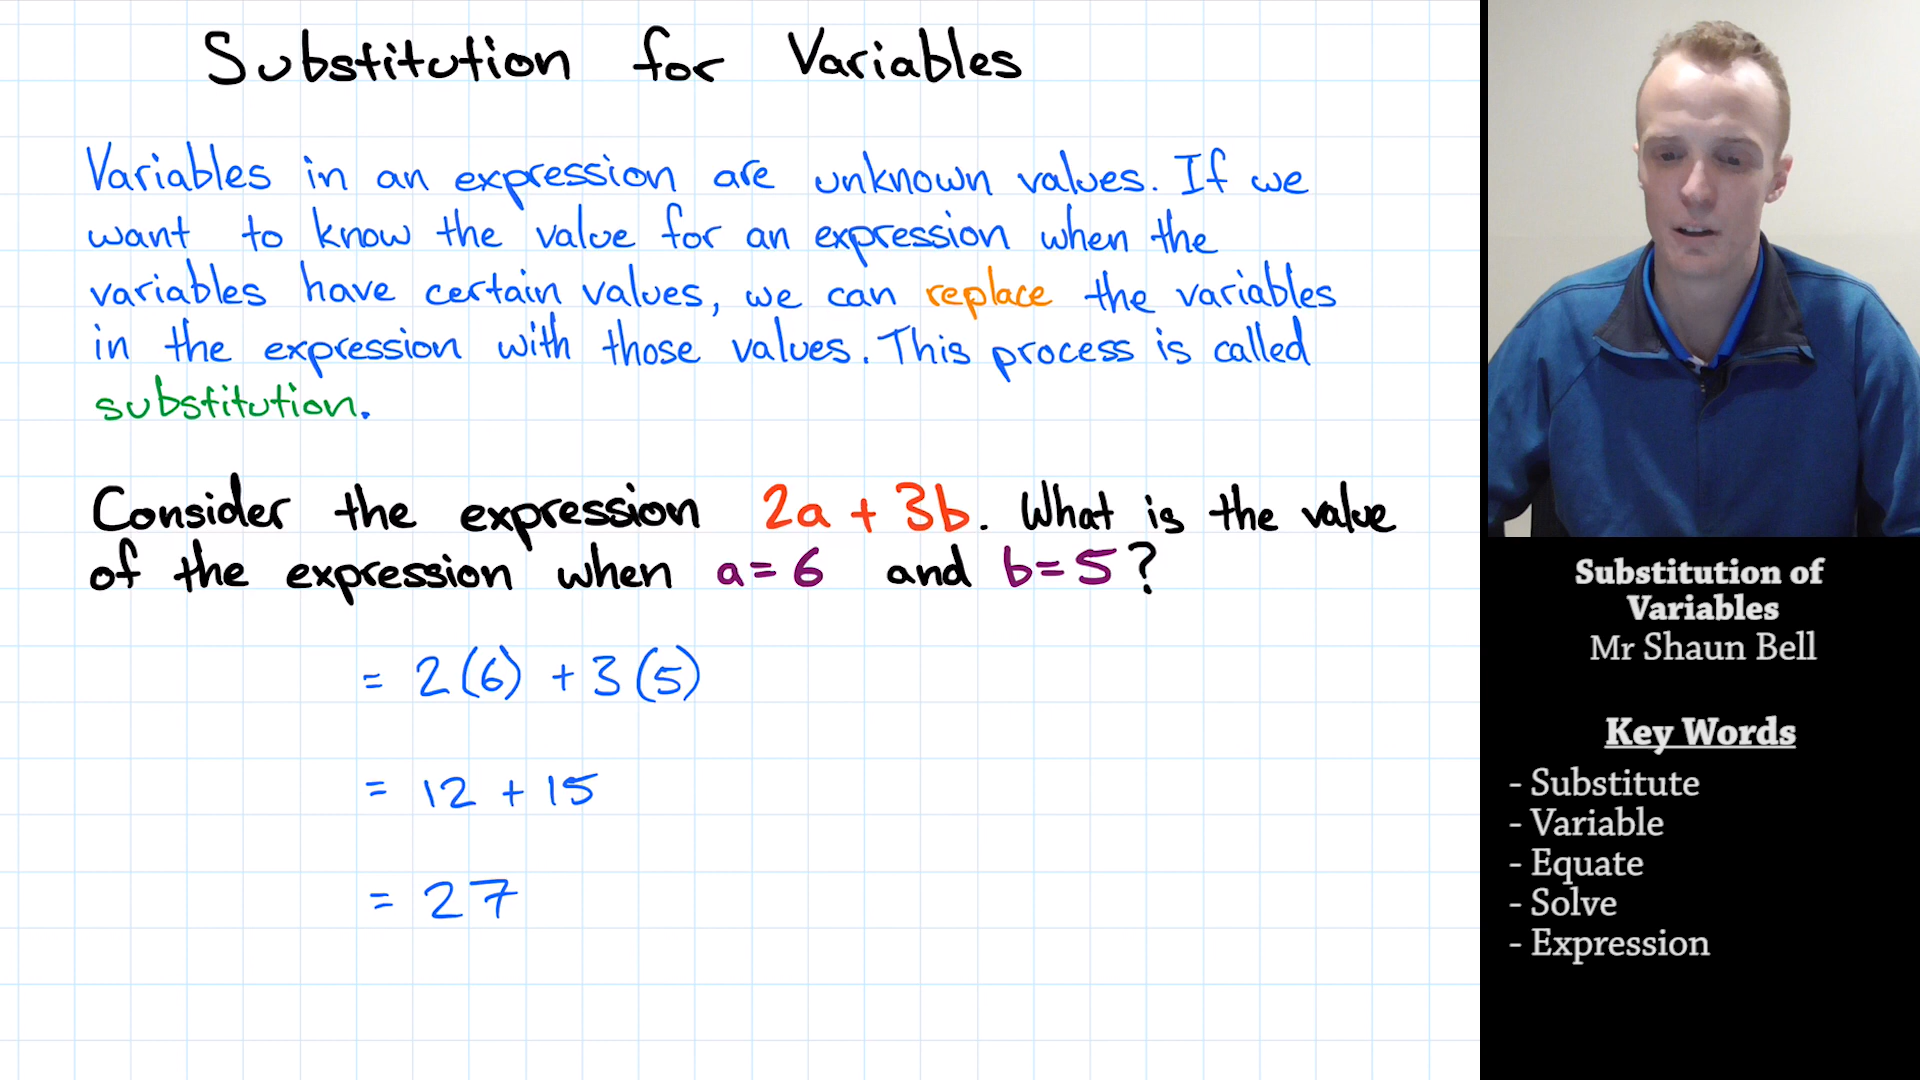 Substitution for Variables
Variables in an expression are unknown values. If we
want to know the value for an expression when the
variables have certain values, we can replace the variables
in the expression with those values. This process is called
substitution.
Consider the expression 2a + 3b. What is the value
of the expression when a=6 and b=5?
= 2(6) + 3(5)
= 12 + 15
= 27
Substitution of
Variables
Mr Shaun Bell
Key Words
- Substitute
- Variable
- Equate
- Solve
- Expression